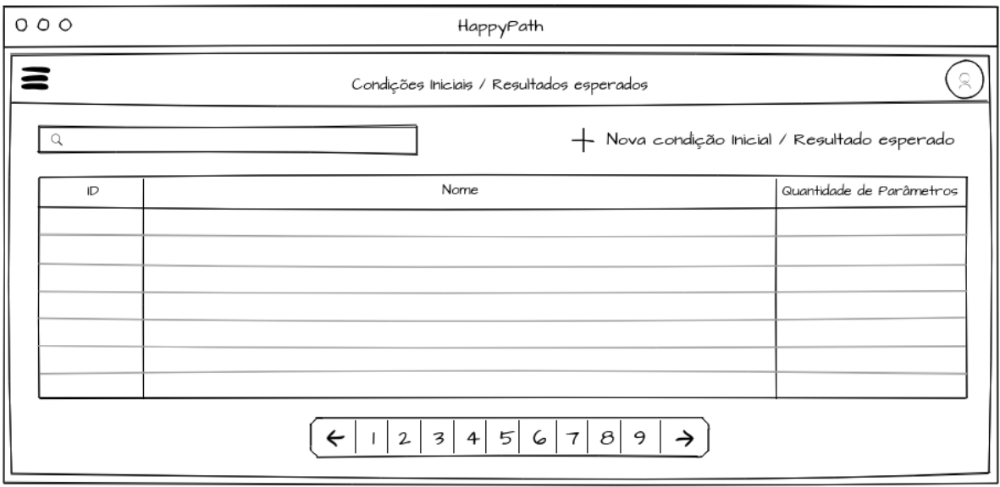 HappyPath
Condições Iniciais / Resultados esperados
Nova condição Inicial / Resultado esperado
ID Nome Quantidade de Parâmetros
1 2 3 4 5 6 7 8 9